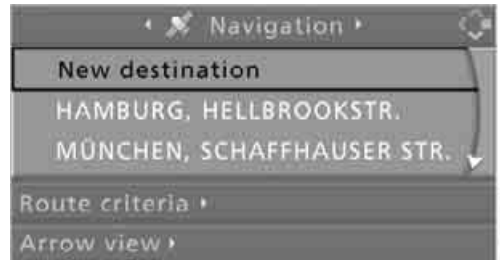 Navigation
New destination
HAMBURG, HELLBROOKSTR.
MÜNCHEN, SCHAFFHAUSER STR.
Route criteria
Arrow view